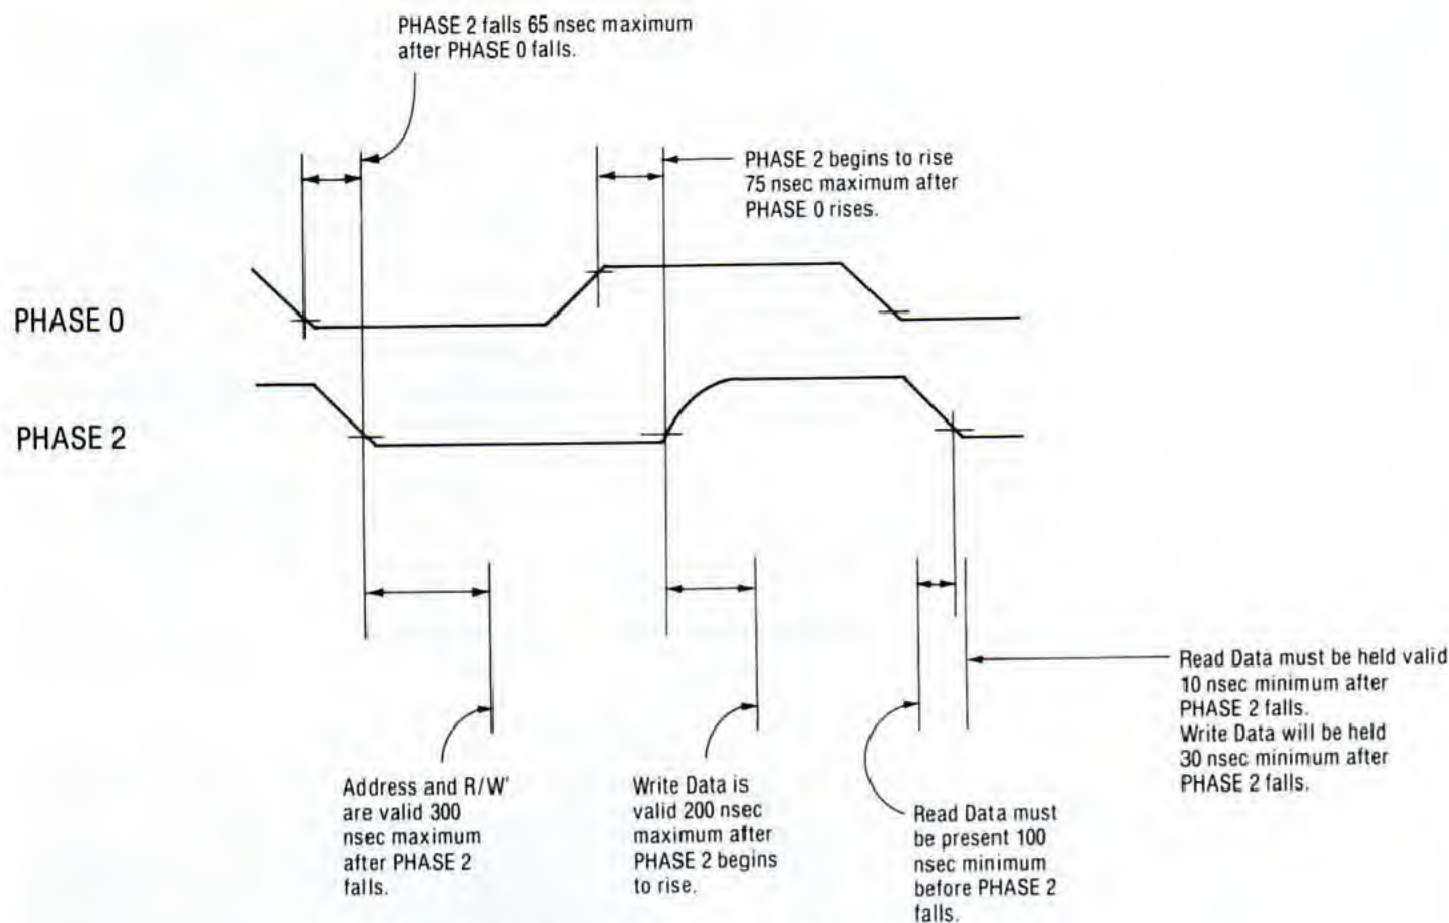 PHASE 2 falls 65 nsec maximum
after PHASE 0 falls.
PHASE 2 begins to rise
75 nsec maximum after
PHASE 0 rises.
PHASE 0
PHASE 2
Address and R/W'
are valid 300
nsec maximum
after PHASE 2
falls.
Write Data is
valid 200 nsec
maximum after
PHASE 2 begins
to rise.
Read Data must
be present 100
nsec minimum
before PHASE 2
falls.
Read Data must be held valid
10 nsec minimum after
PHASE 2 falls.
Write Data will be held
30 nsec minimum after
PHASE 2 falls.